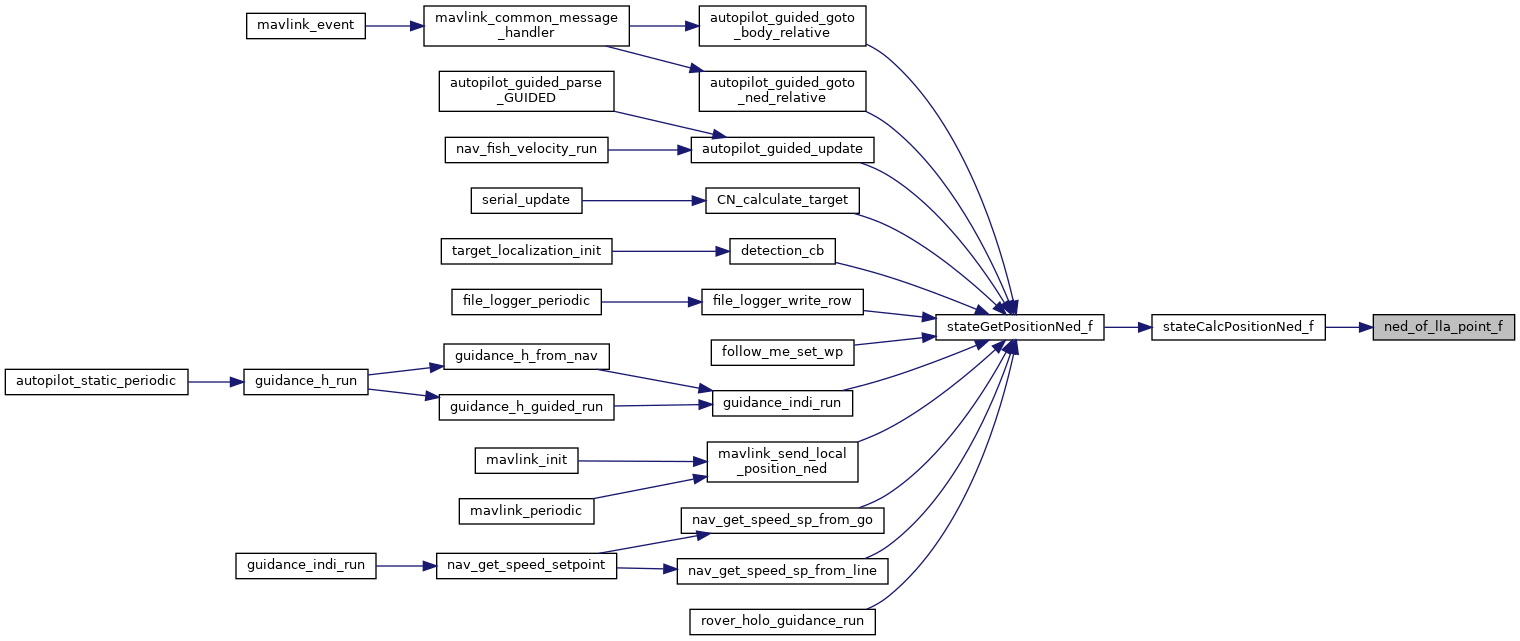 mavlink_event
mavlink_common_message
_handler
autopilot_guided_goto
_body_relative
autopilot_guided_parse
_GUIDED
autopilot_guided_goto
_ned_relative
nav_fish_velocity_run
autopilot_guided_update
serial_update
CN_calculate_target
target_localization_init
detection_cb
file_logger_periodic
file_logger_write_row
stateGetPositionNed_f
stateCalcPositionNed_f
ned_of_lla_point_f
follow_me_set_wp
guidance_h_from_nav
autopilot_static_periodic
guidance_h_run
guidance_h_guided_run
guidance_indi_run
mavlink_init
mavlink_send_local
_position_ned
mavlink_periodic
nav_get_speed_sp_from_go
guidance_indi_run
nav_get_speed_setpoint
nav_get_speed_sp_from_line
rover_holo_guidance_run